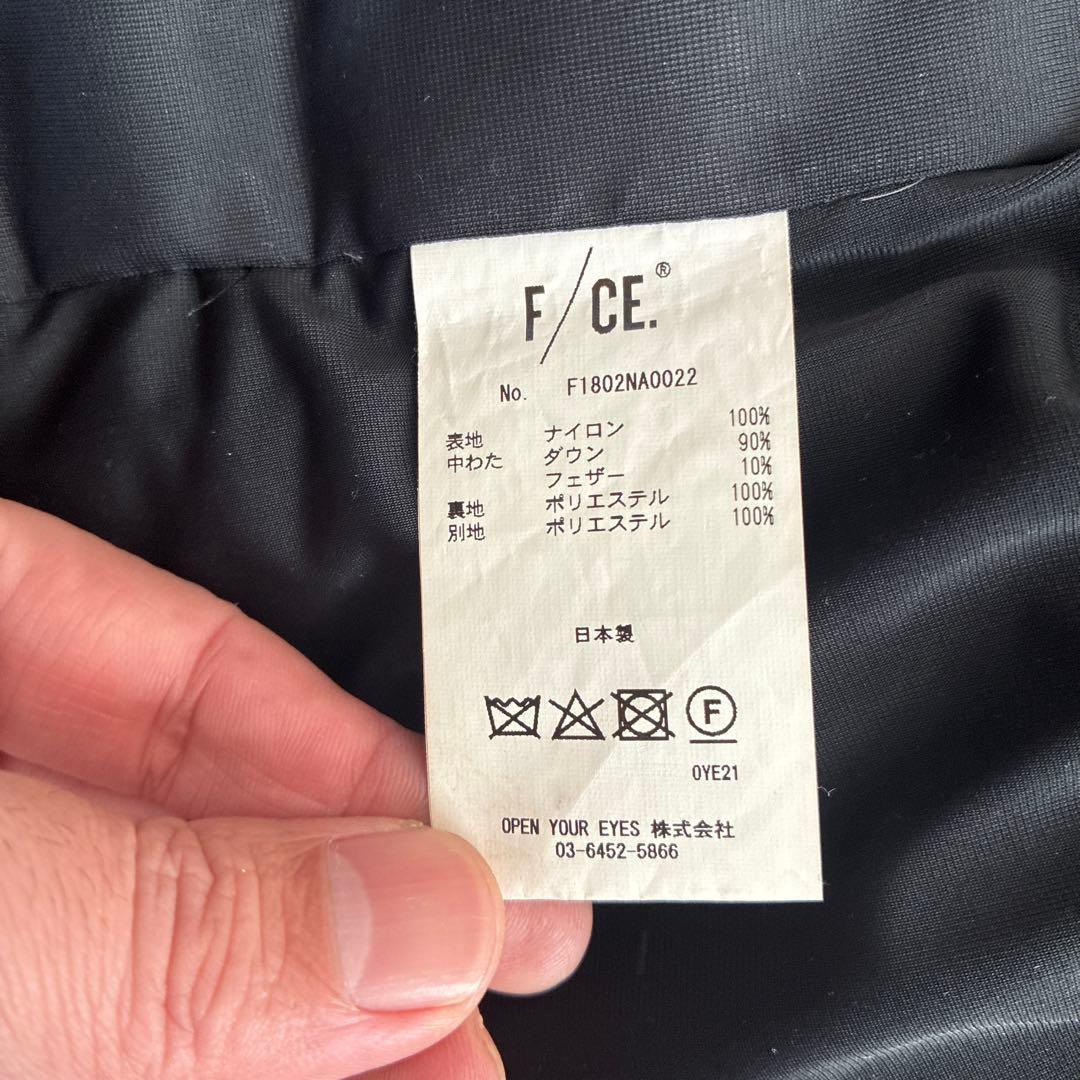 F/CE.®
No. F1802NA0022
表地 ナイロン 100%
中わた ダウン 90%
フェザー 10%
裏地 ポリエステル 100%
別地 ポリエステル 100%
日本製
F
0YE21
OPEN YOUR EYES 株式会社
03-6452-5866